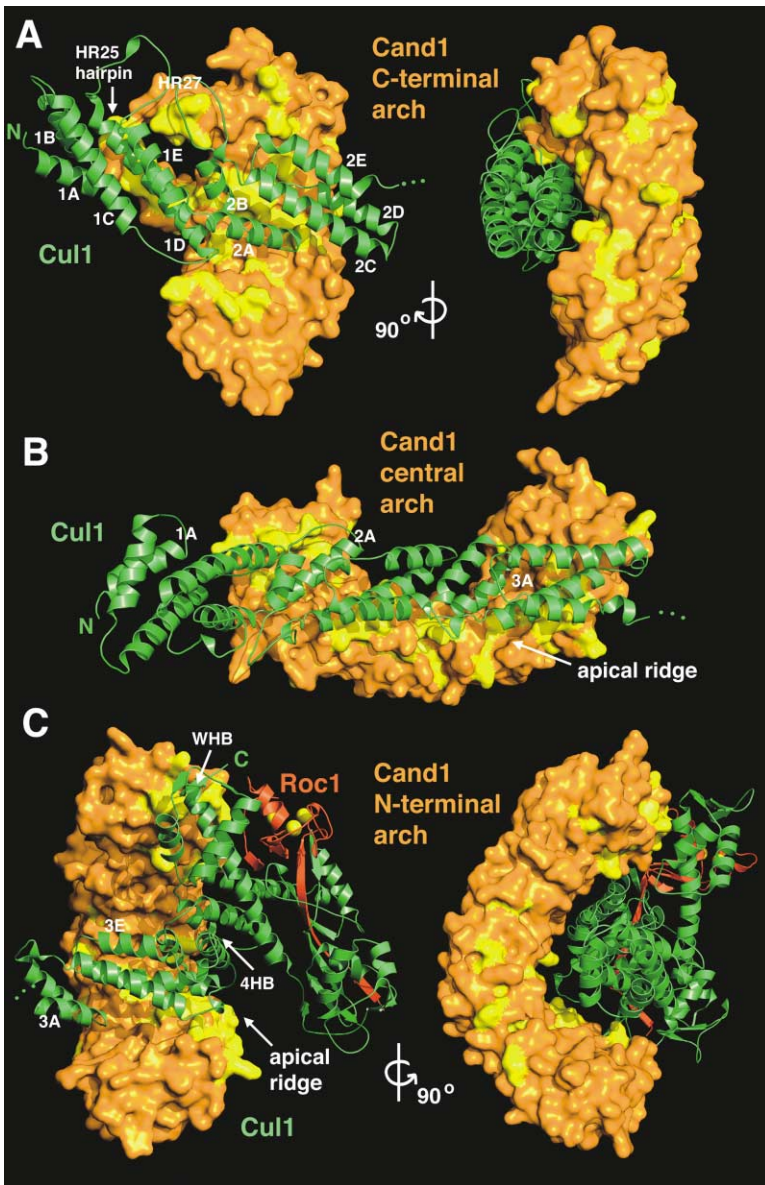 A
HR25
hairpin
HR27
Cand1
C-terminal
arch
N
1B
1E
1A
2E
1C
2B
2D
1D
2A
Cul1
2C
90°
B
Cand1
central
arch
Cul1
1A
2A
3A
N
apical ridge
C
WHB
C
Roc1
Cand1
N-terminal
arch
3E
4HB
3A
apical
ridge
90°
Cul1